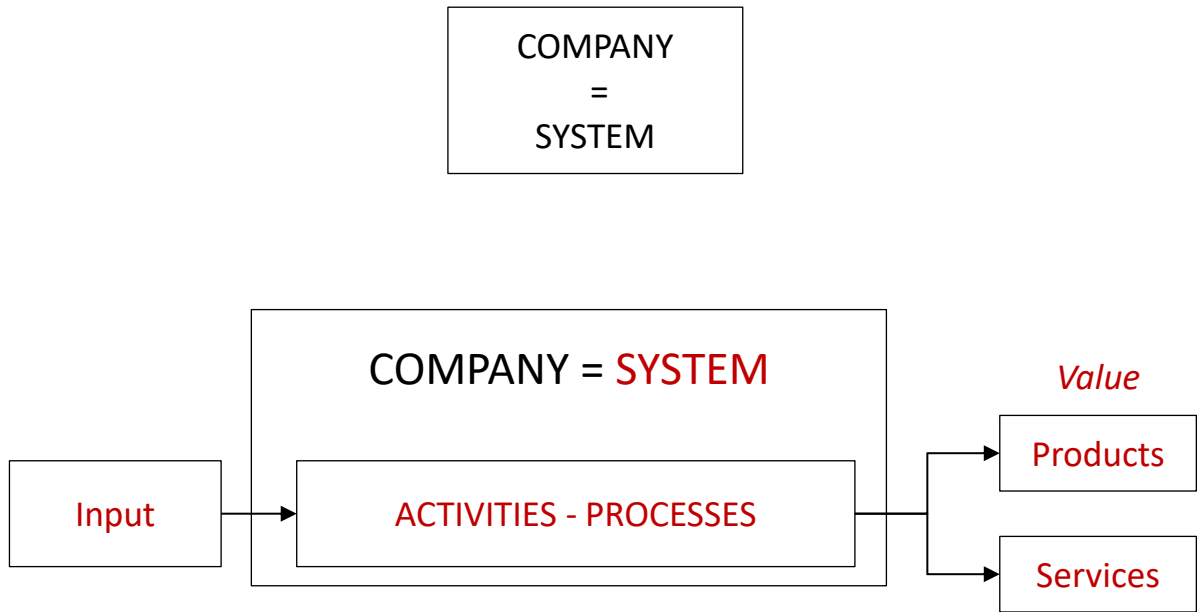 COMPANY
=
SYSTEM
COMPANY = SYSTEM
Value
Products
Input
ACTIVITIES - PROCESSES
Services